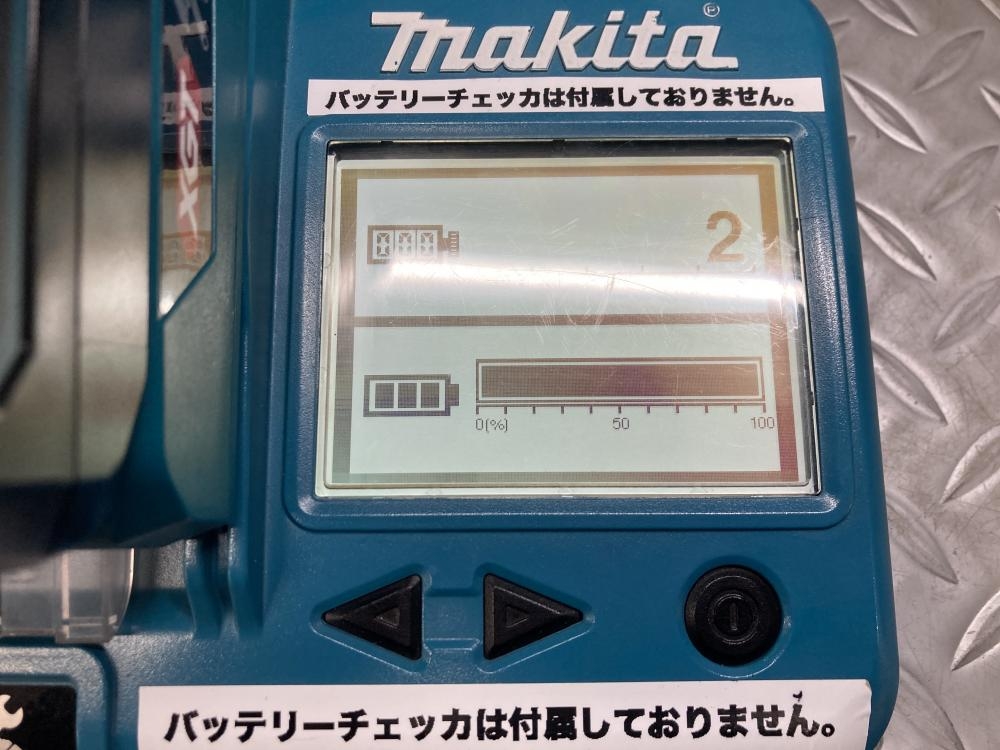 makita
®
バッテリーチェッカは付属しておりません。
XGT
000
2
0(%) 50 100
バッテリーチェッカは付属しておりません。